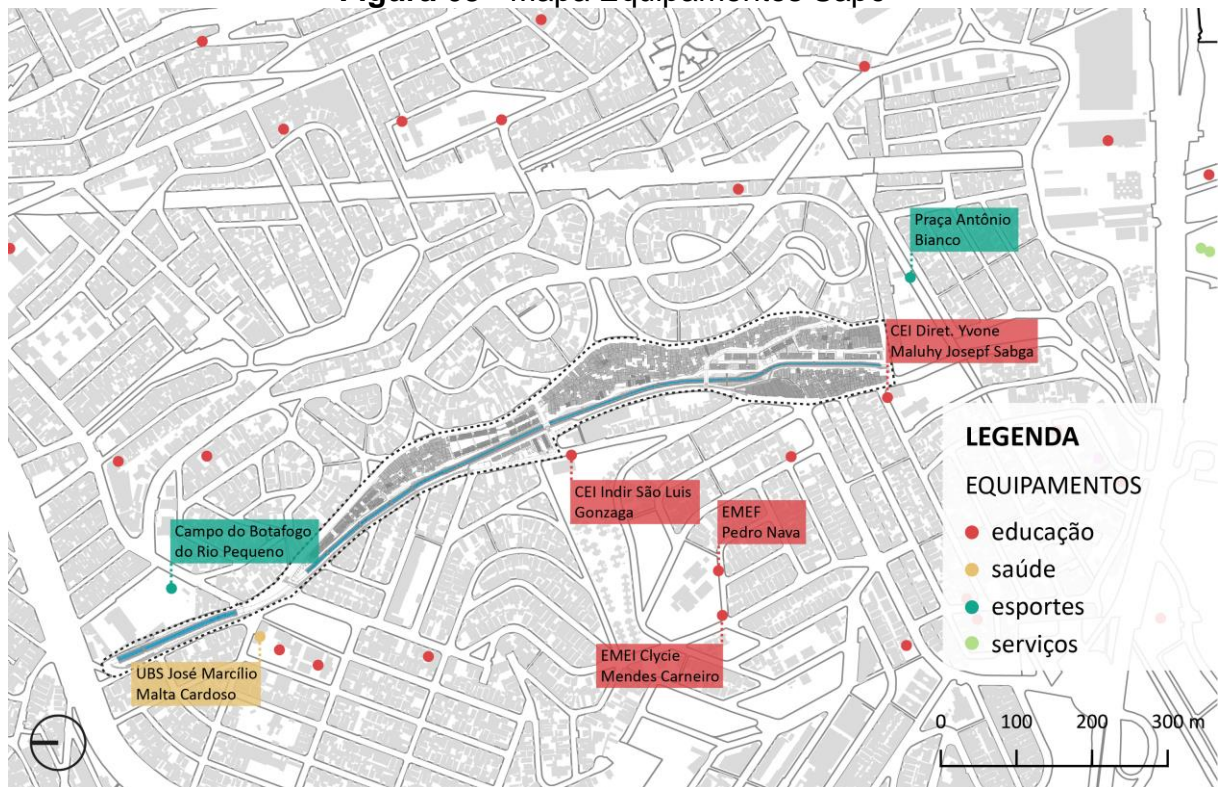 Praça Antônio
Bianco
CEI Diret. Yvone
Maluhy Josepf Sabga
CEI Indir São Luis
Gonzaga
EMEF
Pedro Nava
Campo do Botafogo
do Rio Pequeno
EMEI Clycie
Mendes Carneiro
UBS José Marcílio
Malta Cardoso
LEGENDA
EQUIPAMENTOS
educação
saúde
esportes
serviços
0 100 200 300 m